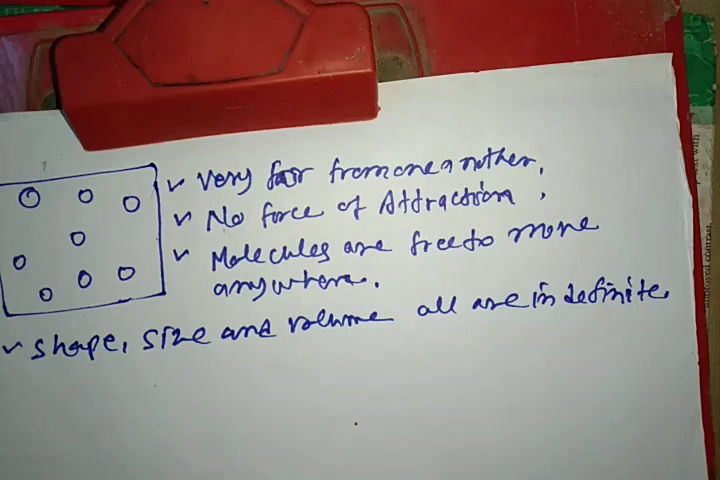 ✓ Very far from one another.
✓ No force of Attraction.
✓ Molecules are free to move
anywhere.
✓ shape, size and volume all are indefinite.